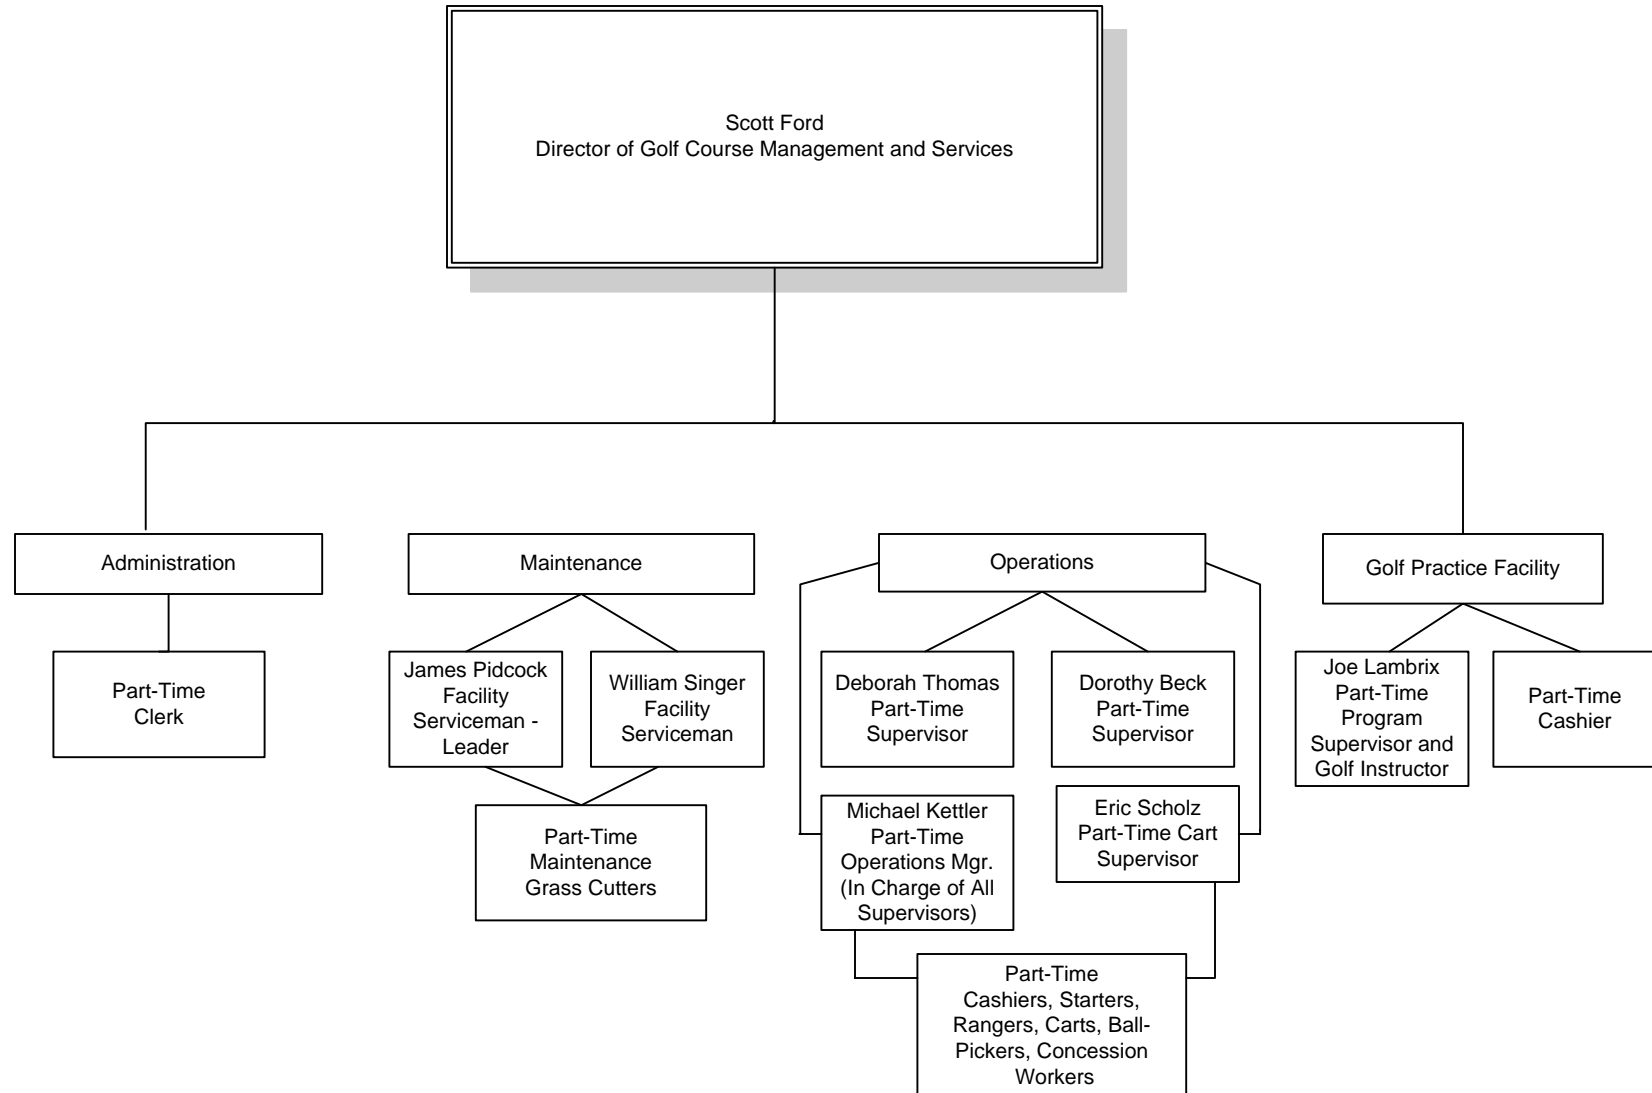 Scott Ford
Director of Golf Course Management and Services
Administration
Maintenance
Operations
Golf Practice Facility
Part-Time
Clerk
James Pidcock
Facility
Serviceman -
Leader
William Singer
Facility
Serviceman
Deborah Thomas
Part-Time
Supervisor
Dorothy Beck
Part-Time
Supervisor
Joe Lambrix
Part-Time
Program
Supervisor and
Golf Instructor
Part-Time
Cashier
Part-Time
Maintenance
Grass Cutters
Michael Kettler
Part-Time
Operations Mgr.
(In Charge of All
Supervisors)
Eric Scholz
Part-Time Cart
Supervisor
Part-Time
Cashiers, Starters,
Rangers, Carts, Ball-
Pickers, Concession
Workers